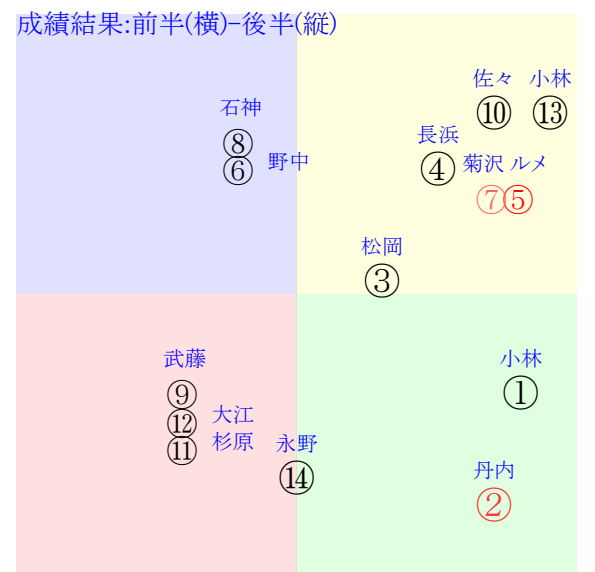 成績結果:前半(横)-後半(縦)
佐々 小林
⑩ ⑬
石神
⑧
長浜
④
野中
⑥
菊沢 ルメ
⑦⑤
松岡
③
武藤
⑨
小林
①
大江
⑫
杉原
⑪
永野
⑭
丹内
②